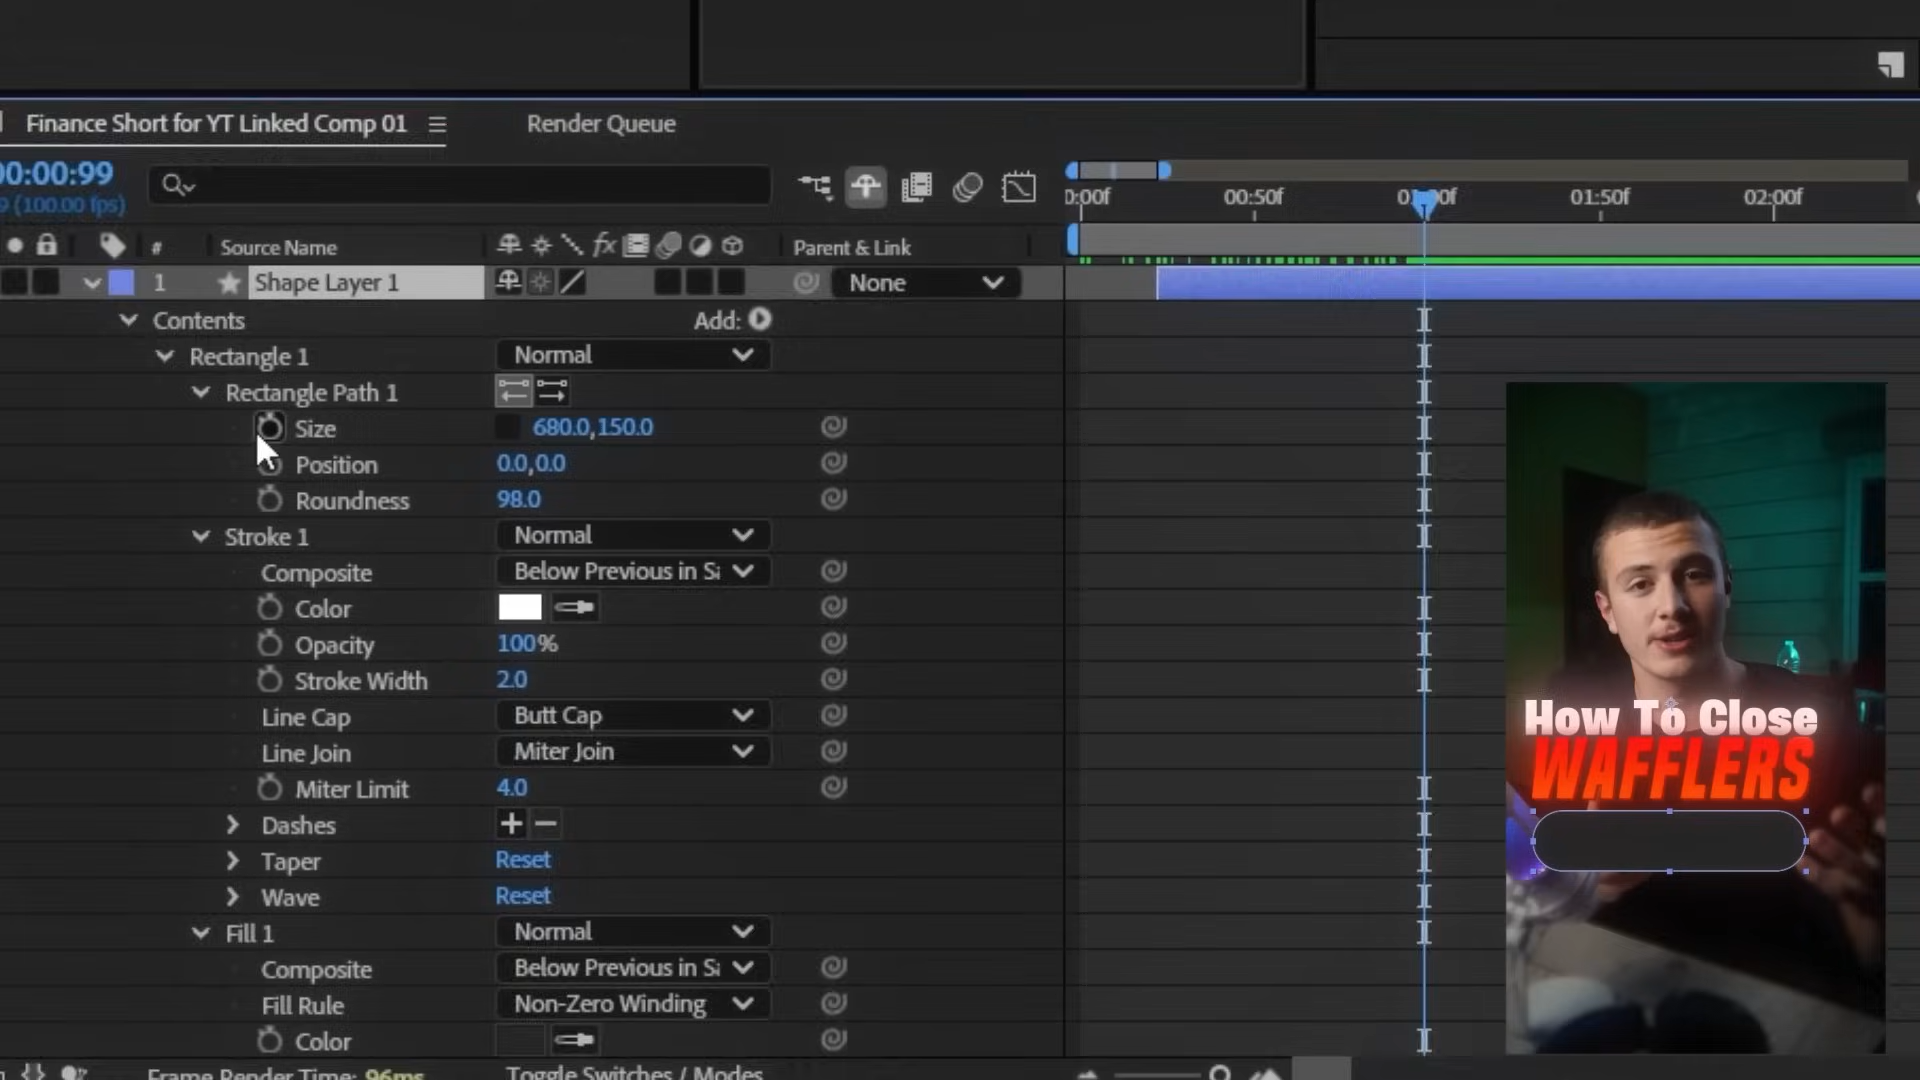 Finance Short for YT Linked Comp 01
Render Queue
00:00:99
(100.00 fps)
0:00f 00:50f 01:00f 01:50f 02:00f
# Source Name fx Parent & Link
1 Shape Layer 1 None
Contents Add:
Rectangle 1 Normal
Rectangle Path 1
Size 680.0,150.0
Position 0.0,0.0
Roundness 98.0
Stroke 1 Normal
Composite Below Previous in Sa
Color
Opacity 100%
Stroke Width 2.0
Line Cap Butt Cap
Line Join Miter Join
Miter Limit 4.0
Dashes + −
Taper Reset
Wave Reset
Fill 1 Normal
Composite Below Previous in Sa
Fill Rule Non-Zero Winding
Color
Frame Render Time: 96ms Toggle Switches / Modes
How To Close
WAFFLERS